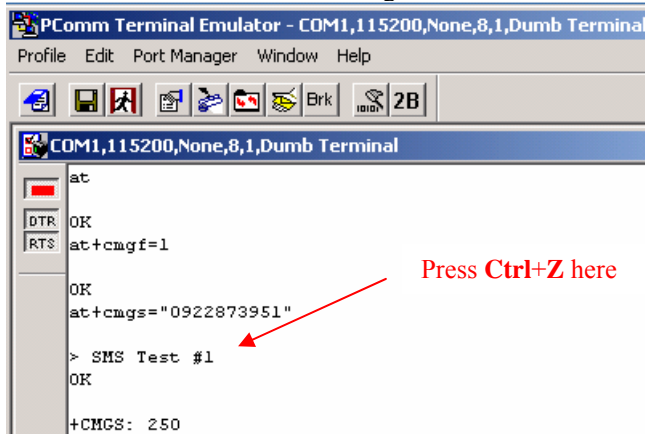 PComm Terminal Emulator - COM1,115200,None,8,1,Dumb Terminal
Profile Edit Port Manager Window Help
Brk 2B
COM1,115200,None,8,1,Dumb Terminal
DTR
RTS
at
OK
at+cmgf=1
Press Ctrl+Z here
OK
at+cmgs="0922873951"
> SMS Test #1
OK
+CMGS: 250